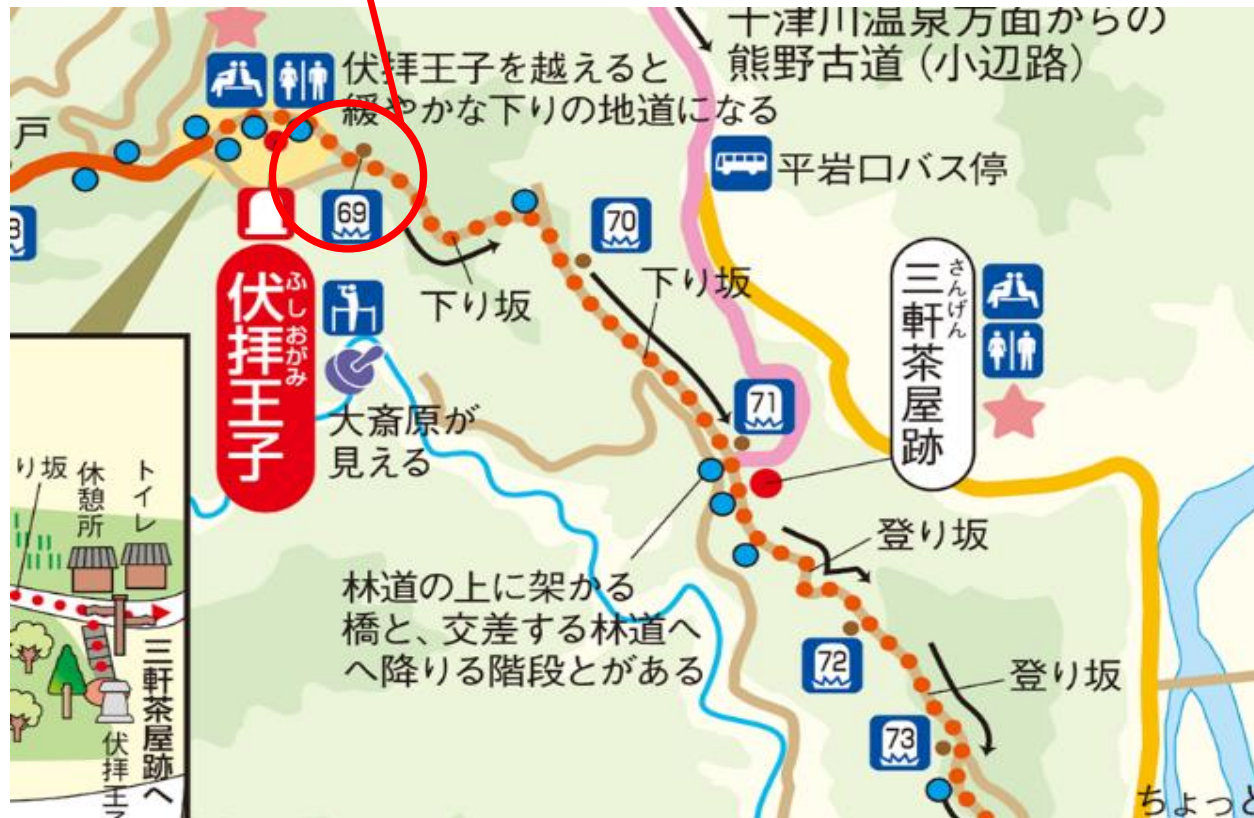 十津川温泉方面からの
熊野古道（小辺路）
伏拝王子を越えると
緩やかな下りの地道になる
戸
平岩口バス停
69
70
下り坂
下り坂
伏拝王子
ふしおがみ
大斎原が
見える
71
三軒茶屋跡
さんげん
登り坂
林道の上に架かる
橋と、交差する林道へ
へ降りる階段とがある
72
登り坂
73
り坂
休憩所
トイレ
三軒茶屋跡へ
伏拝王子
ちょっと